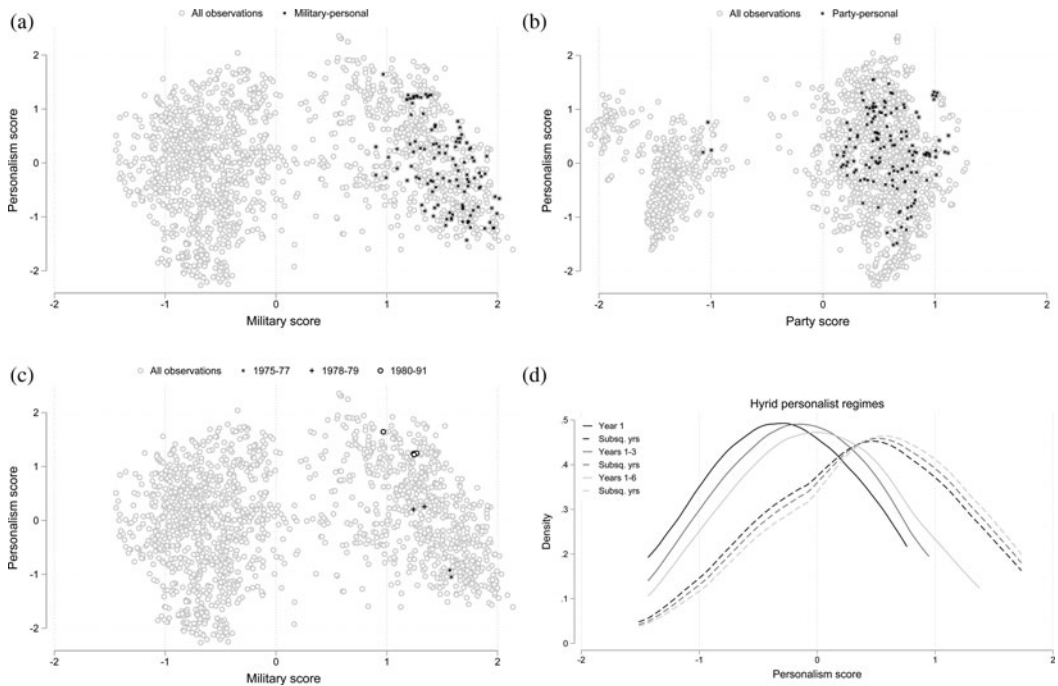 (a)
All observations Military-personal
Personalism score
2
1
0
-1
-2
-2 -1 0 1 2
Military score
(b)
All observations Party-personal
Personalism score
2
1
0
-1
-2
-2 -1 0 1 2
Party score
(c)
All observations 1975-77 1978-79 1980-91
Personalism score
2
1
0
-1
-2
-2 -1 0 1 2
Military score
(d)
Hyrid personalist regimes
Year 1
Subsq. yrs
Years 1-3
Subsq. yrs
Years 1-6
Subsq. yrs
Density
.5
.4
.3
.2
.1
0
-2 -1 0 1 2
Personalism score